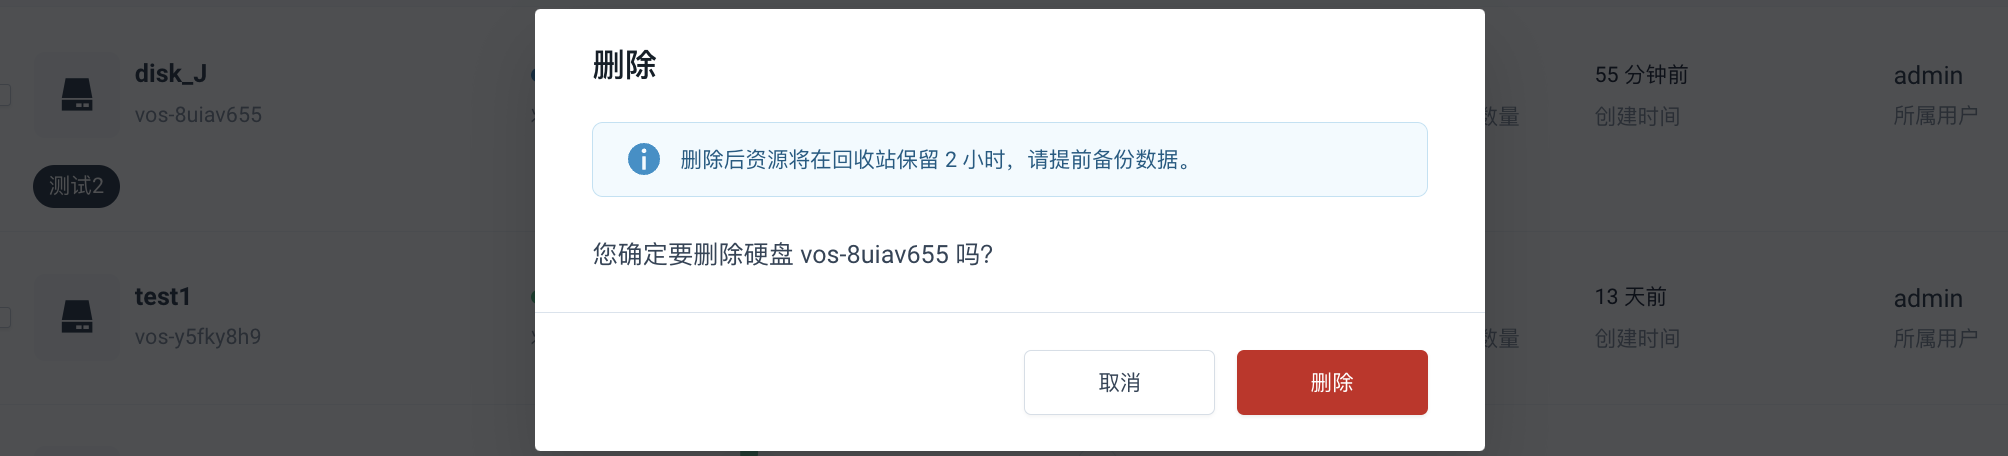 删除
删除后资源将在回收站保留 2 小时，请提前备份数据。
您确定要删除硬盘 vos-8uiav655 吗?
取消
删除
disk_J
vos-8uiav655
测试2
55 分钟前
创建时间
admin
所属用户
数量
test1
vos-y5fky8h9
13 天前
创建时间
admin
所属用户
数量